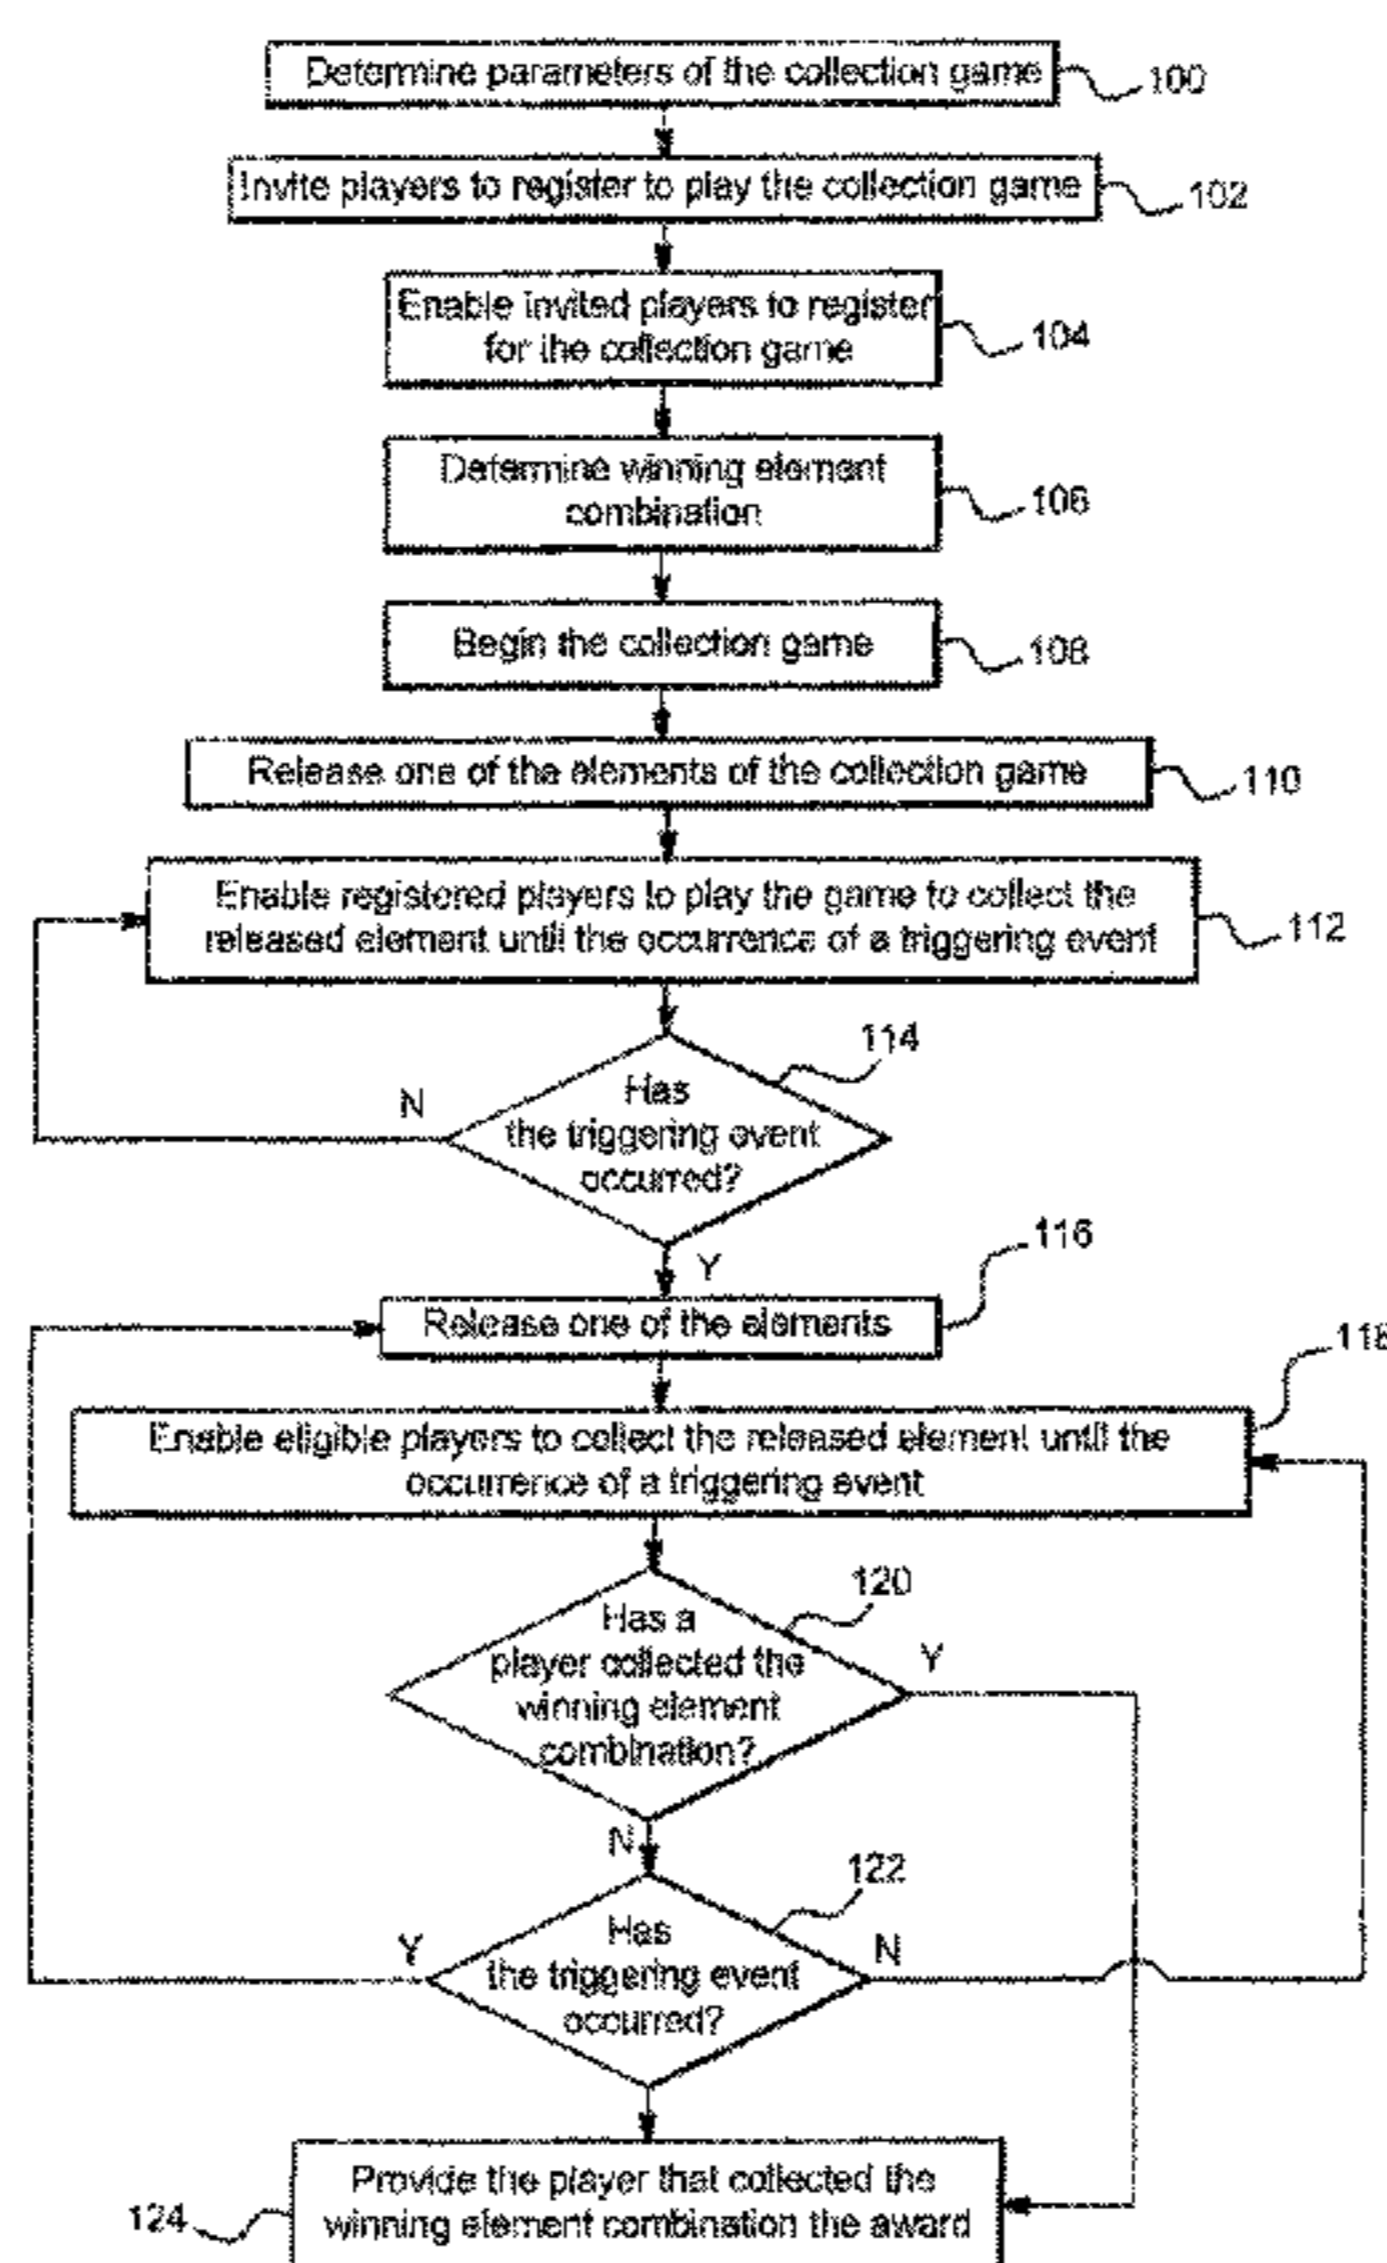 Determine parameters of the collection game
100
Invite players to register to play the collection game
102
Enable invited players to register
for the collection game
104
Determine winning element
combination
106
Begin the collection game
108
Release one of the elements of the collection game
110
Enable registered players to play the game to collect the
released element until the occurrence of a triggering event
112
114
Has
the triggering event
occurred?
N
Y
116
Release one of the elements
118
Enable eligible players to collect the released element until the
occurrence of a triggering event
120
Has a
player collected the
winning element
combination?
Y
N
122
Has
the triggering event
occurred?
Y
N
Provide the player that collected the
winning element combination the award
124